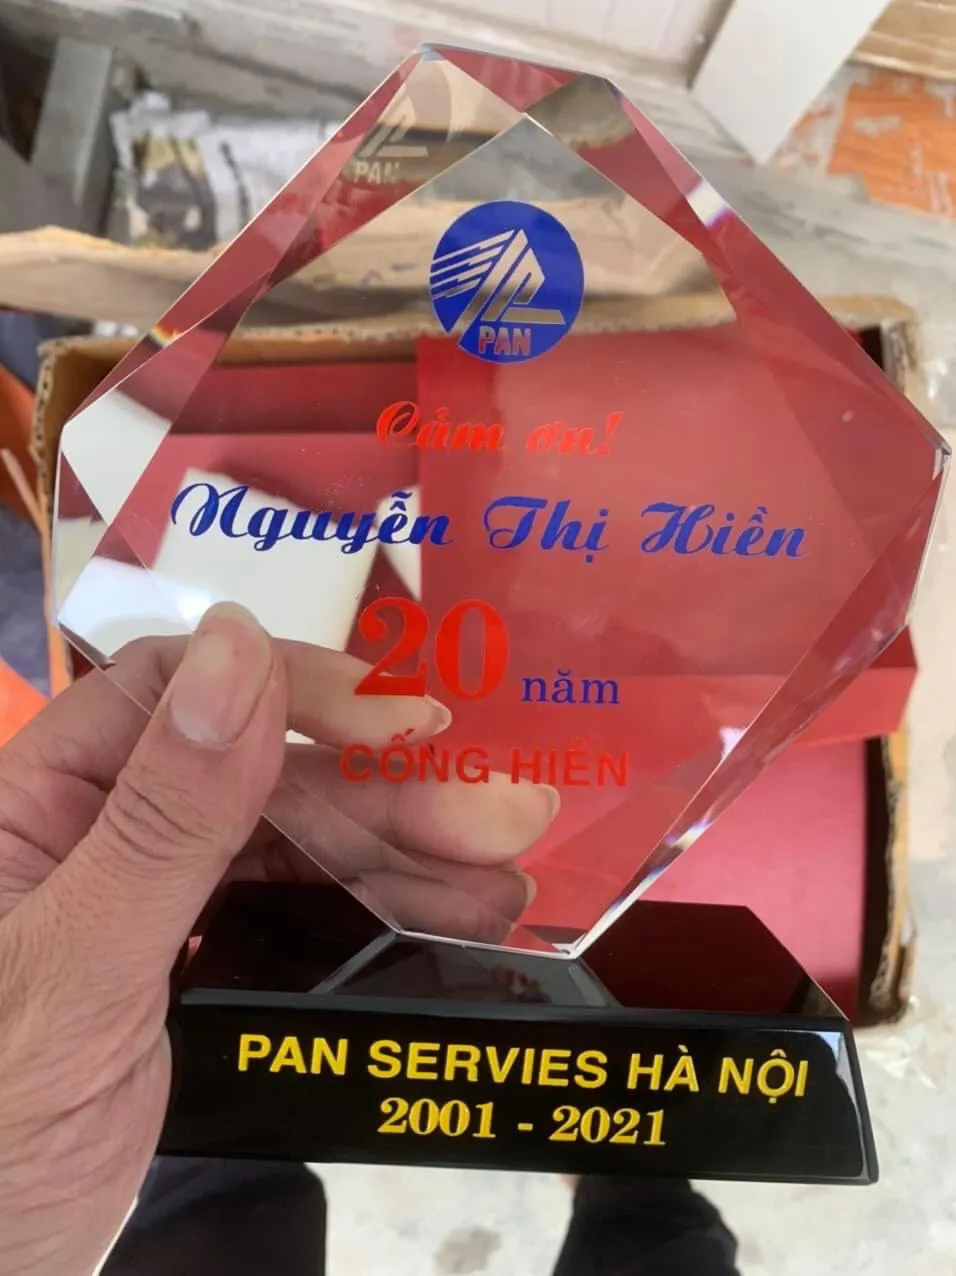 PAN
PAN
Cảm ơn!
Nguyễn Thị Hiền
20 năm
CỐNG HIẾN
PAN SERVIES HÀ NỘI
2001 - 2021